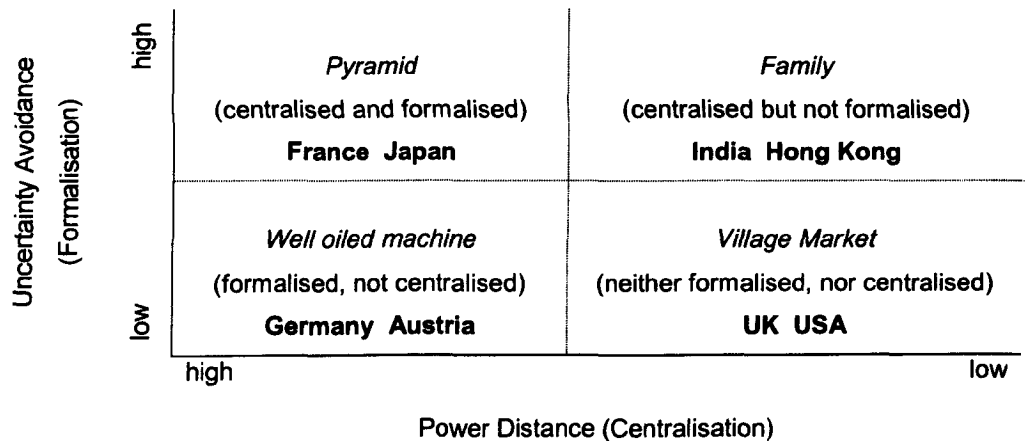 Uncertainty Avoidance
(Formalisation)
high
low
Pyramid
(centralised and formalised)
France Japan
Family
(centralised but not formalised)
India Hong Kong
Well oiled machine
(formalised, not centralised)
Germany Austria
Village Market
(neither formalised, nor centralised)
UK USA
high
low
Power Distance (Centralisation)